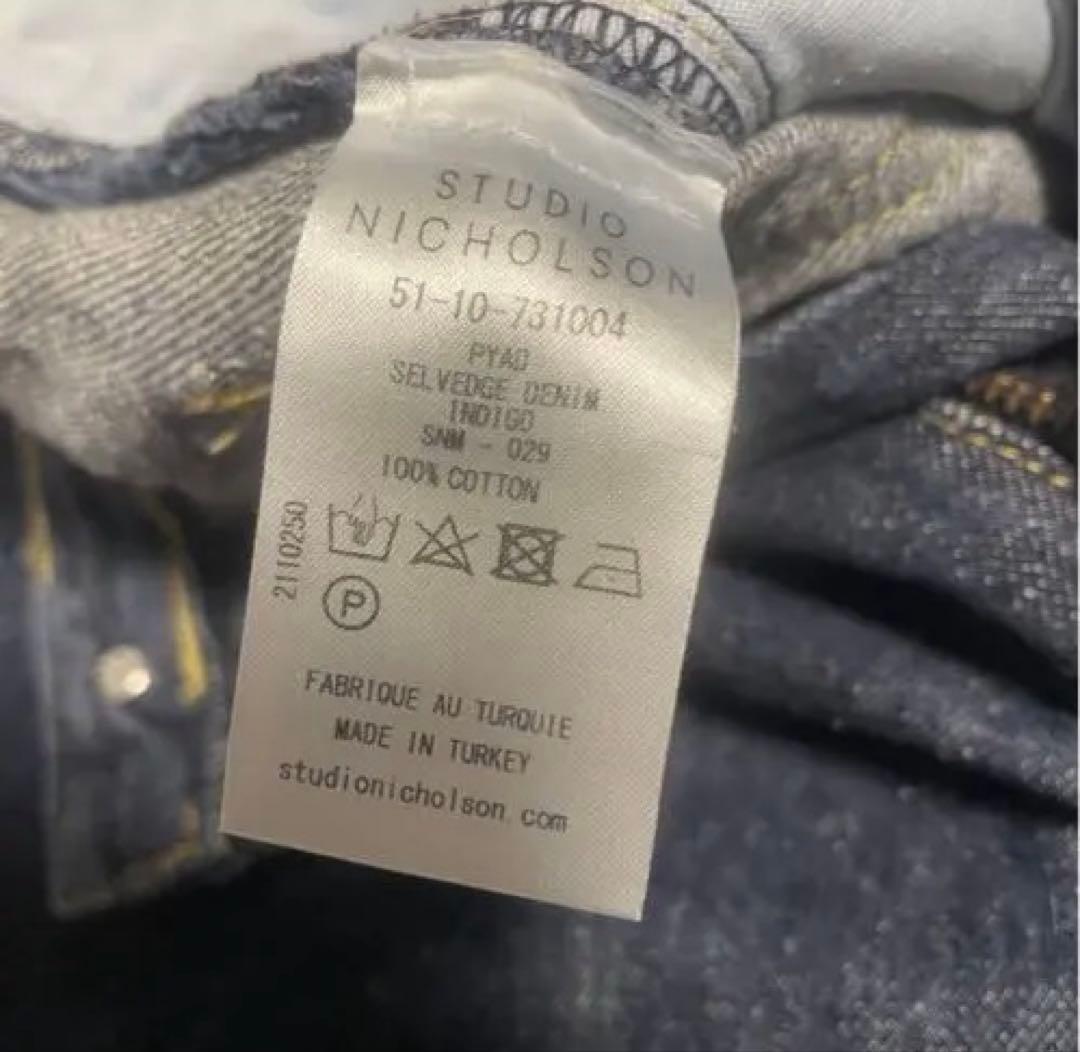 STUDIO
NICHOLSON
51-10-731004
PYAD
SELVEDGE DENIM
INDIGO
SNM - 029
100% COTTON
2110250
P
FABRIQUE AU TURQUIE
MADE IN TURKEY
studionicholson.com